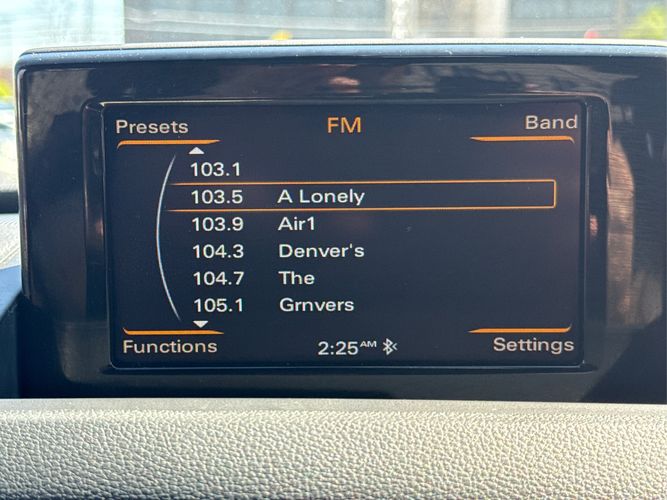 Presets FM Band
103.1
103.5 A Lonely
103.9 Air1
104.3 Denver's
104.7 The
105.1 Grnvers
Functions 2:25 AM Settings